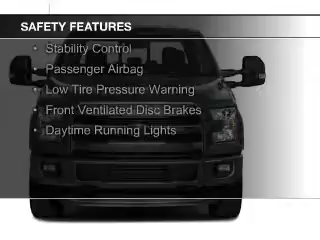 SAFETY FEATURES
• Stability Control
• Passenger Airbag
• Low Tire Pressure Warning
• Front Ventilated Disc Brakes
• Daytime Running Lights